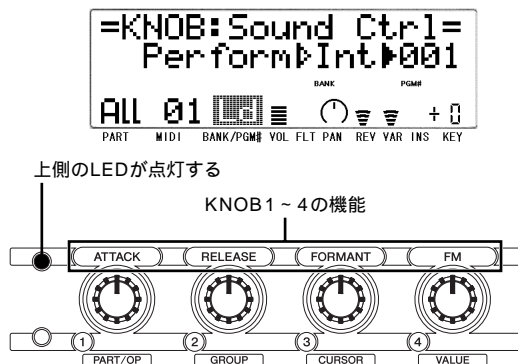 =KNOB:Sound Ctrl=
Perform▷Int▶001
BANK PGM#
All 01 Ld + 0
PART MIDI BANK/PGM# VOL FLT PAN REV VAR INS KEY
上側のLEDが点灯する
KNOB1~4の機能
ATTACK RELEASE FORMANT FM
1 2 3 4
PART/OP GROUP CURSOR VALUE